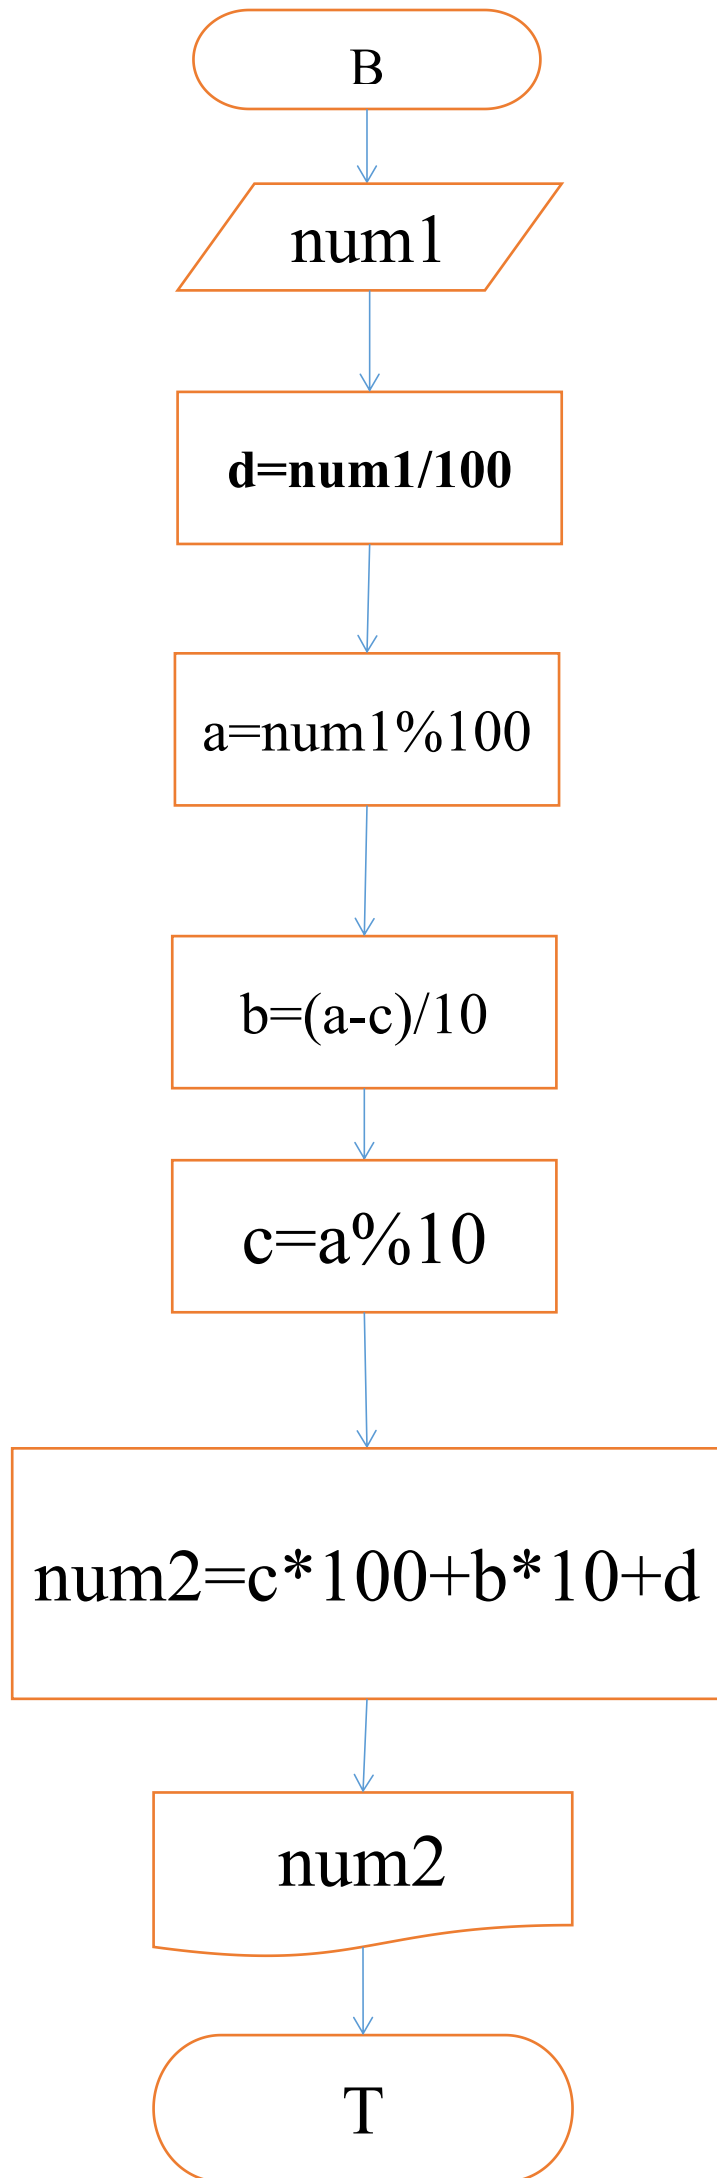 B
num1
d=num1/100
a=num1%100
b=(a-c)/10
c=a%10
num2=c*100+b*10+d
num2
T